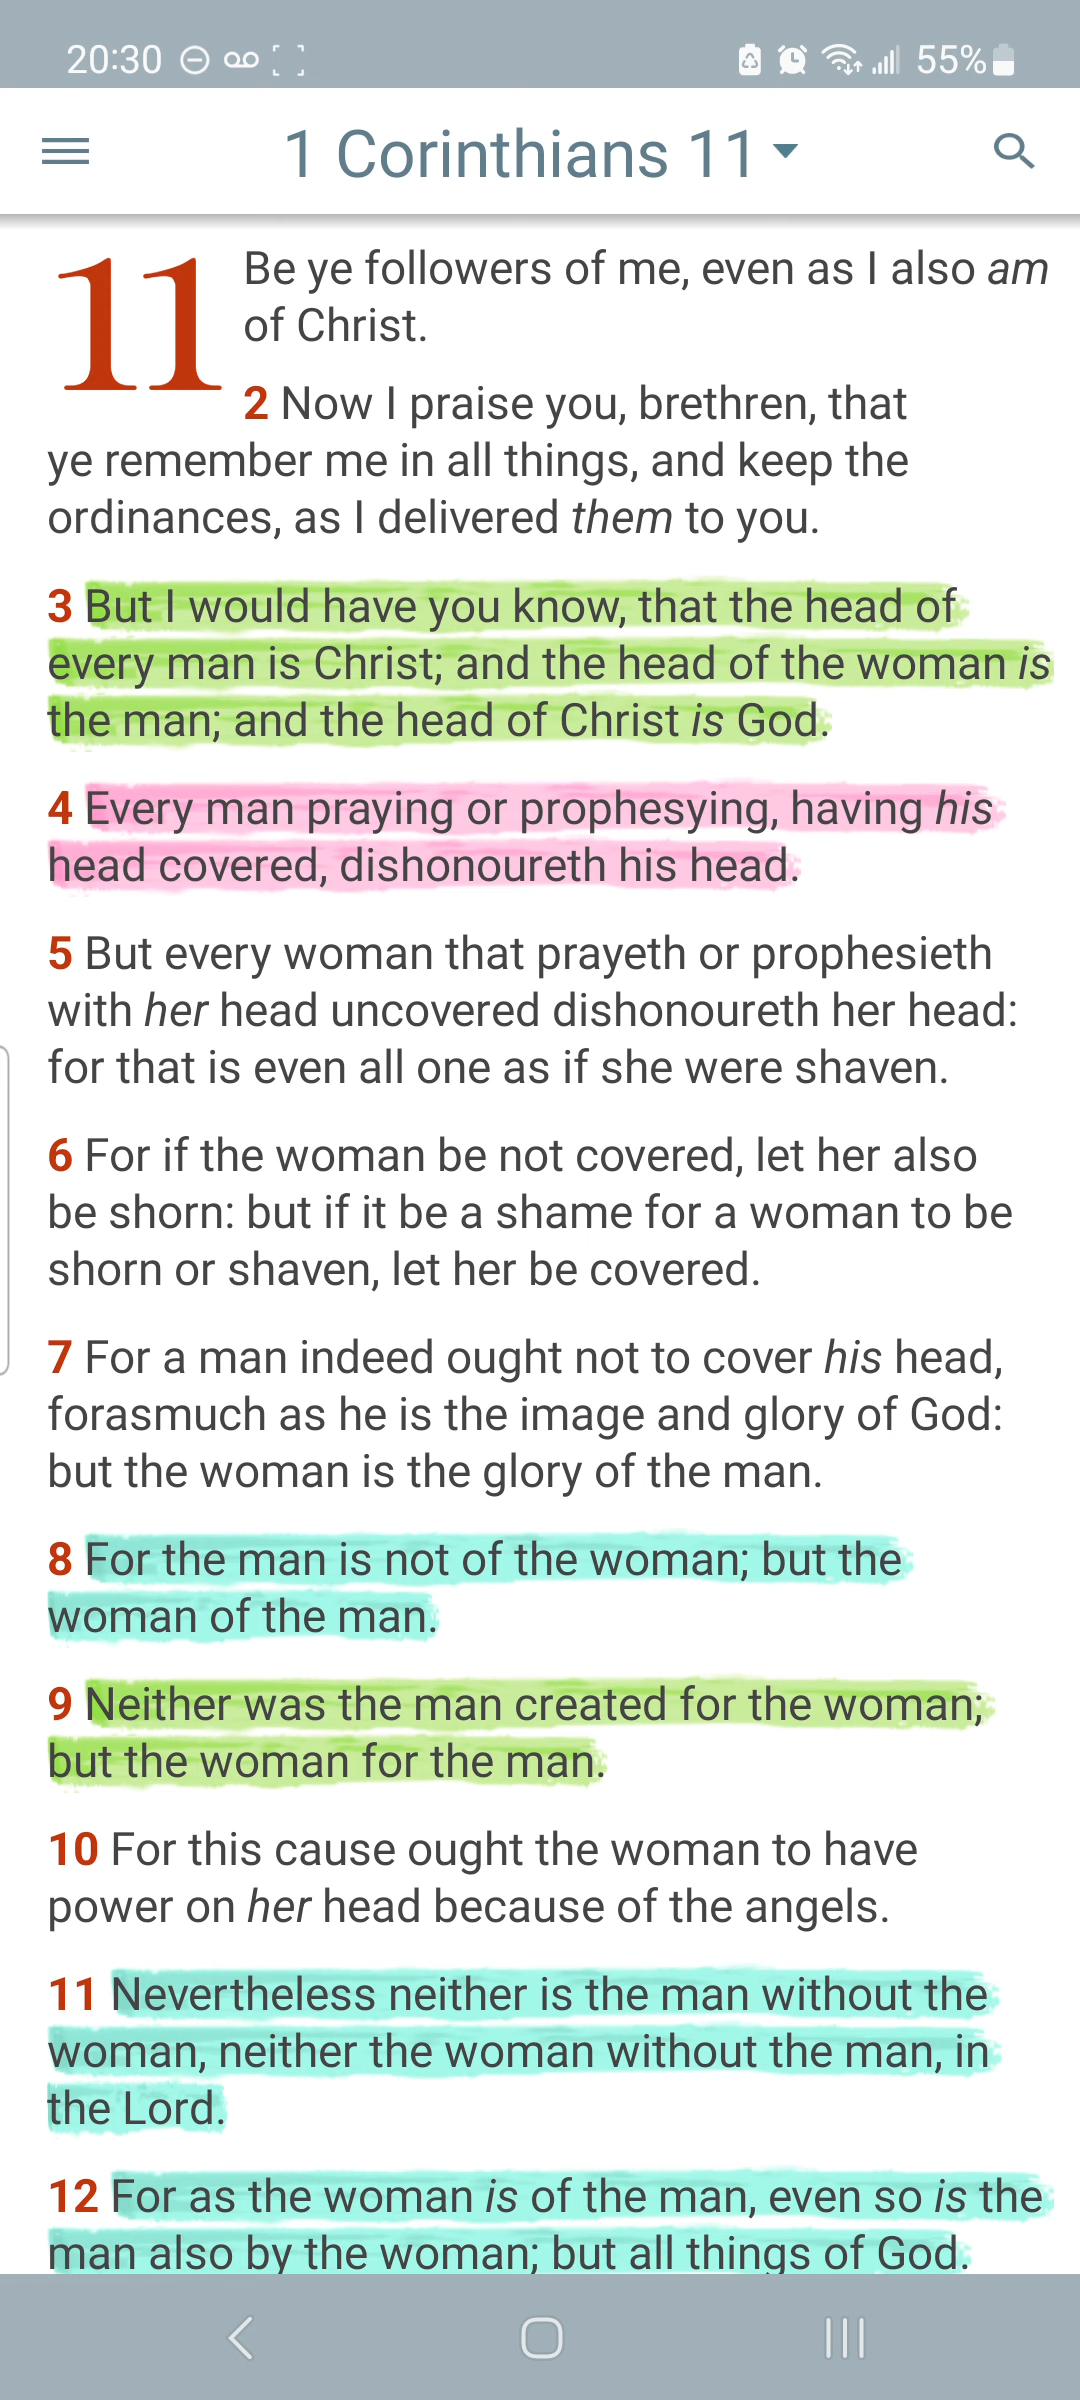 20:30 55%
1 Corinthians 11
11 Be ye followers of me, even as I also am
of Christ.
2 Now I praise you, brethren, that
ye remember me in all things, and keep the
ordinances, as I delivered them to you.
3 But I would have you know, that the head of
every man is Christ; and the head of the woman is
the man; and the head of Christ is God.
4 Every man praying or prophesying, having his
head covered, dishonoureth his head.
5 But every woman that prayeth or prophesieth
with her head uncovered dishonoureth her head:
for that is even all one as if she were shaven.
6 For if the woman be not covered, let her also
be shorn: but if it be a shame for a woman to be
shorn or shaven, let her be covered.
7 For a man indeed ought not to cover his head,
forasmuch as he is the image and glory of God:
but the woman is the glory of the man.
8 For the man is not of the woman; but the
woman of the man.
9 Neither was the man created for the woman;
but the woman for the man.
10 For this cause ought the woman to have
power on her head because of the angels.
11 Nevertheless neither is the man without the
woman, neither the woman without the man, in
the Lord.
12 For as the woman is of the man, even so is the
man also by the woman; but all things of God.